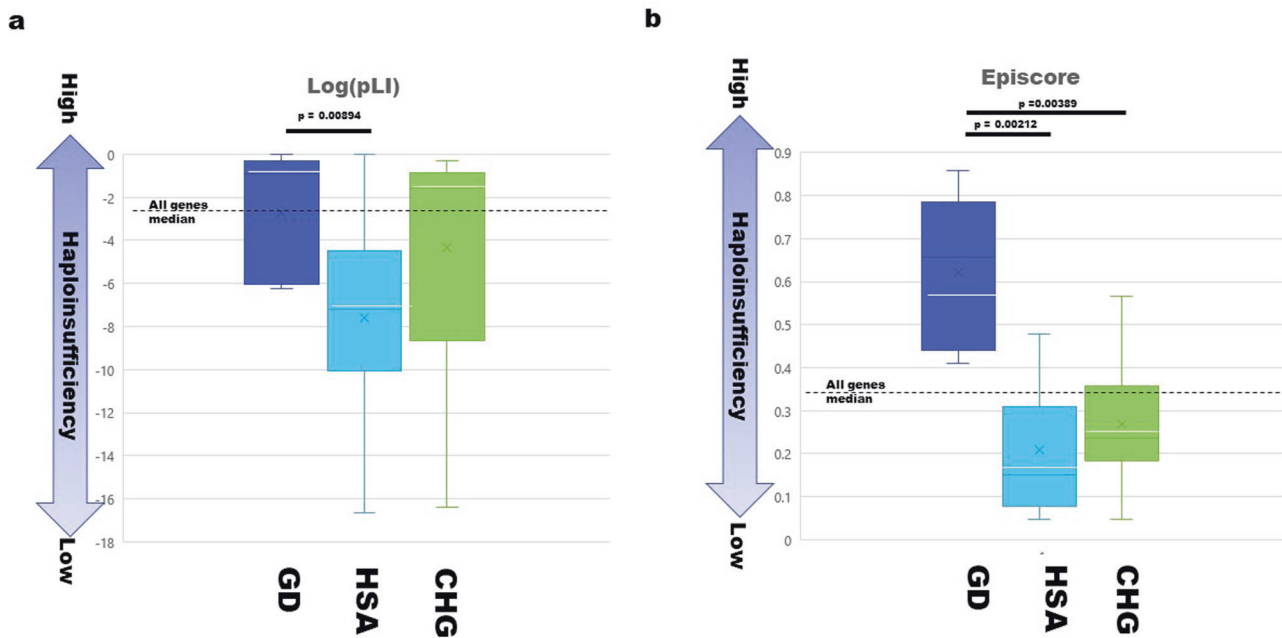 a
High
Haploinsufficiency
Low
Log(pLI)
p = 0.00894
0
-2
-4
-6
-8
-10
-12
-14
-16
-18
All genes
median
GD
HSA
CHG
b
High
Haploinsufficiency
Low
Episcore
p =0.00389
p = 0.00212
0.9
0.8
0.7
0.6
0.5
0.4
0.3
0.2
0.1
0
All genes
median
GD
HSA
CHG